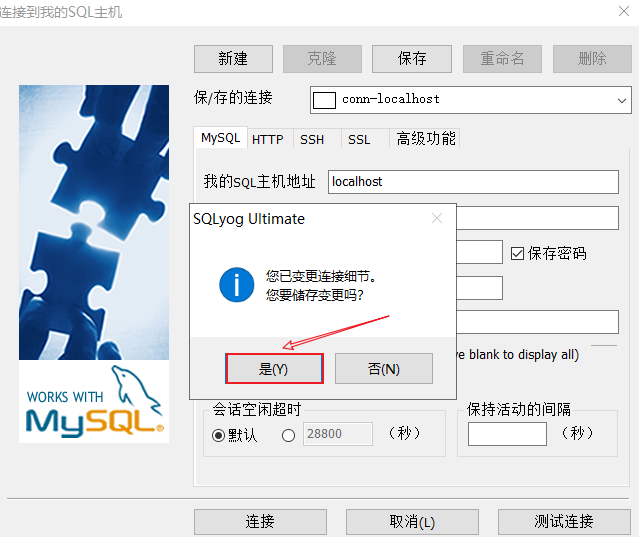 连接到我的SQL主机
新建
克隆
保存
重命名
删除
保/存的连接
conn-localhost
MySQL
HTTP
SSH
SSL
高级功能
我的SQL主机地址
localhost
SQLyog Ultimate
您已变更连接细节。
您要储存变更吗?
是(Y)
否(N)
保存密码
e blank to display all)
会话空闲超时
默认
28800
(秒)
保持活动的间隔
(秒)
WORKS WITH
MySQL®
连接
取消(L)
测试连接